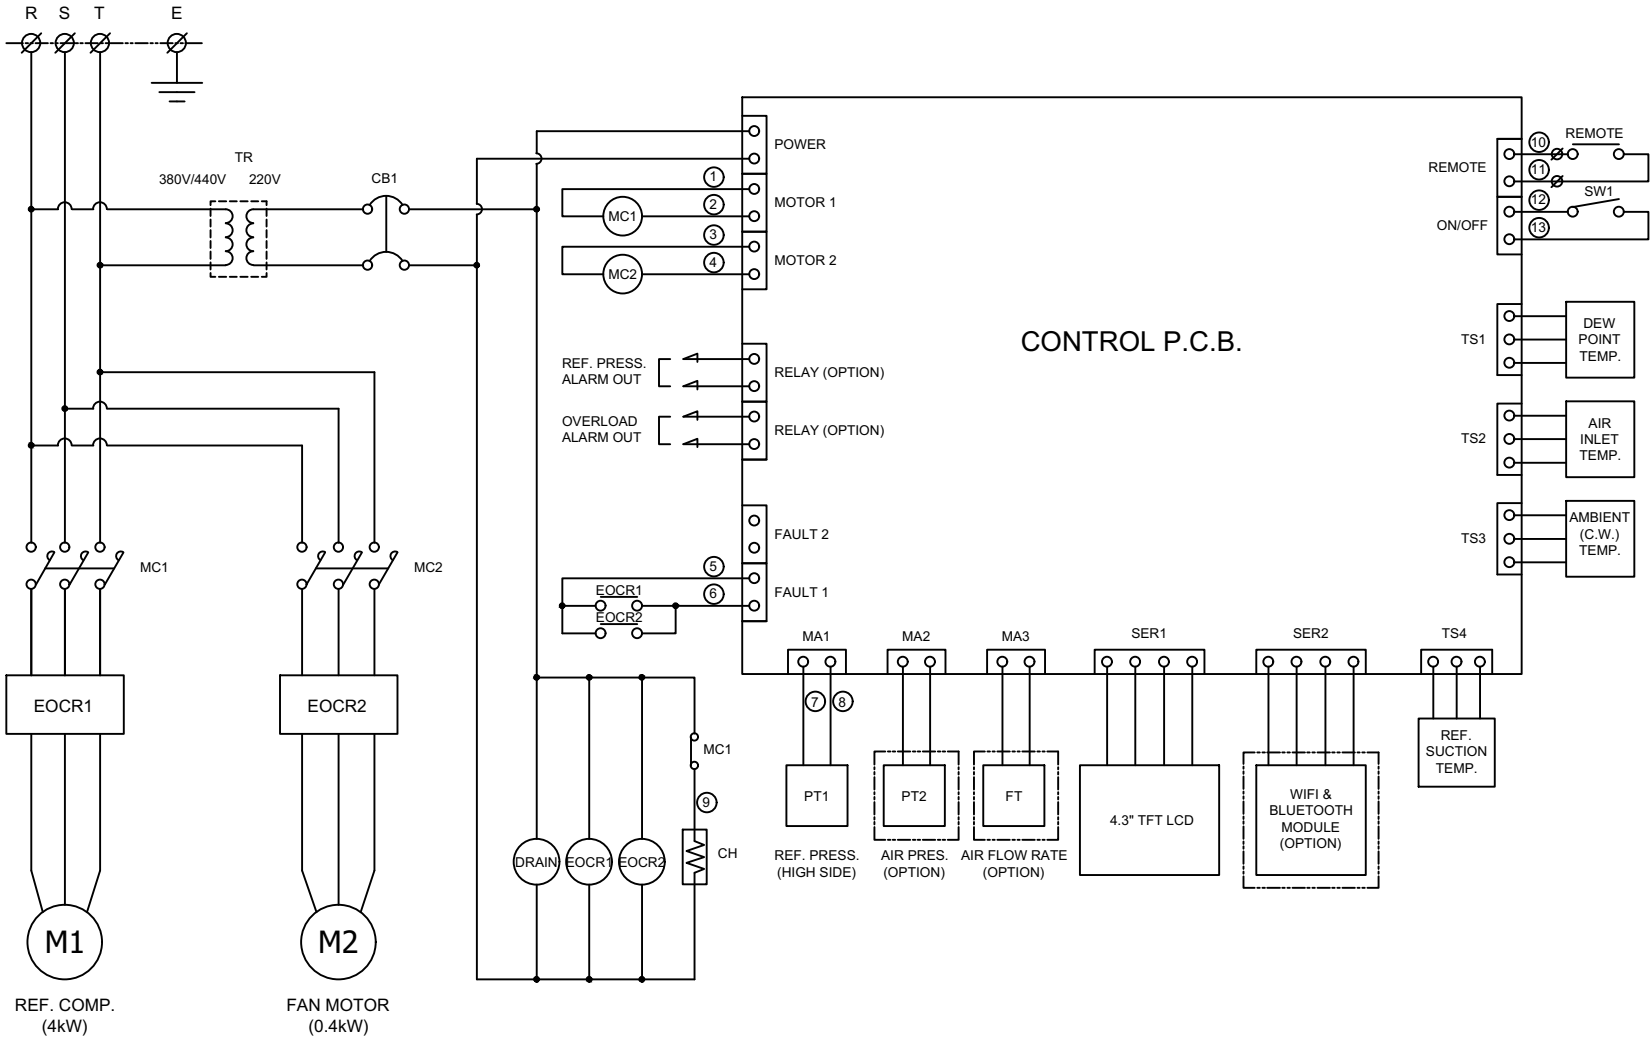 R S T E
TR
380V/440V 220V
CB1
POWER
1
2
MC1
MOTOR 1
3
4
MC2
MOTOR 2
CONTROL P.C.B.
REMOTE
10
REMOTE
11
SW1
12
ON/OFF
13
TS1
DEW
POINT
TEMP.
TS2
AIR
INLET
TEMP.
TS3
AMBIENT
(C.W.)
TEMP.
REF. PRESS.
ALARM OUT
RELAY (OPTION)
OVERLOAD
ALARM OUT
RELAY (OPTION)
FAULT 2
5
6
FAULT 1
EOCR1
EOCR2
MC1
MC2
EOCR1
EOCR2
M1
M2
REF. COMP.
(4kW)
FAN MOTOR
(0.4kW)
MC1
9
DRAIN
EOCR1
EOCR2
CH
MA1
MA2
MA3
SER1
SER2
TS4
7
8
PT1
REF. PRESS.
(HIGH SIDE)
PT2
AIR PRES.
(OPTION)
FT
AIR FLOW RATE
(OPTION)
4.3" TFT LCD
WIFI &
BLUETOOTH
MODULE
(OPTION)
REF.
SUCTION
TEMP.